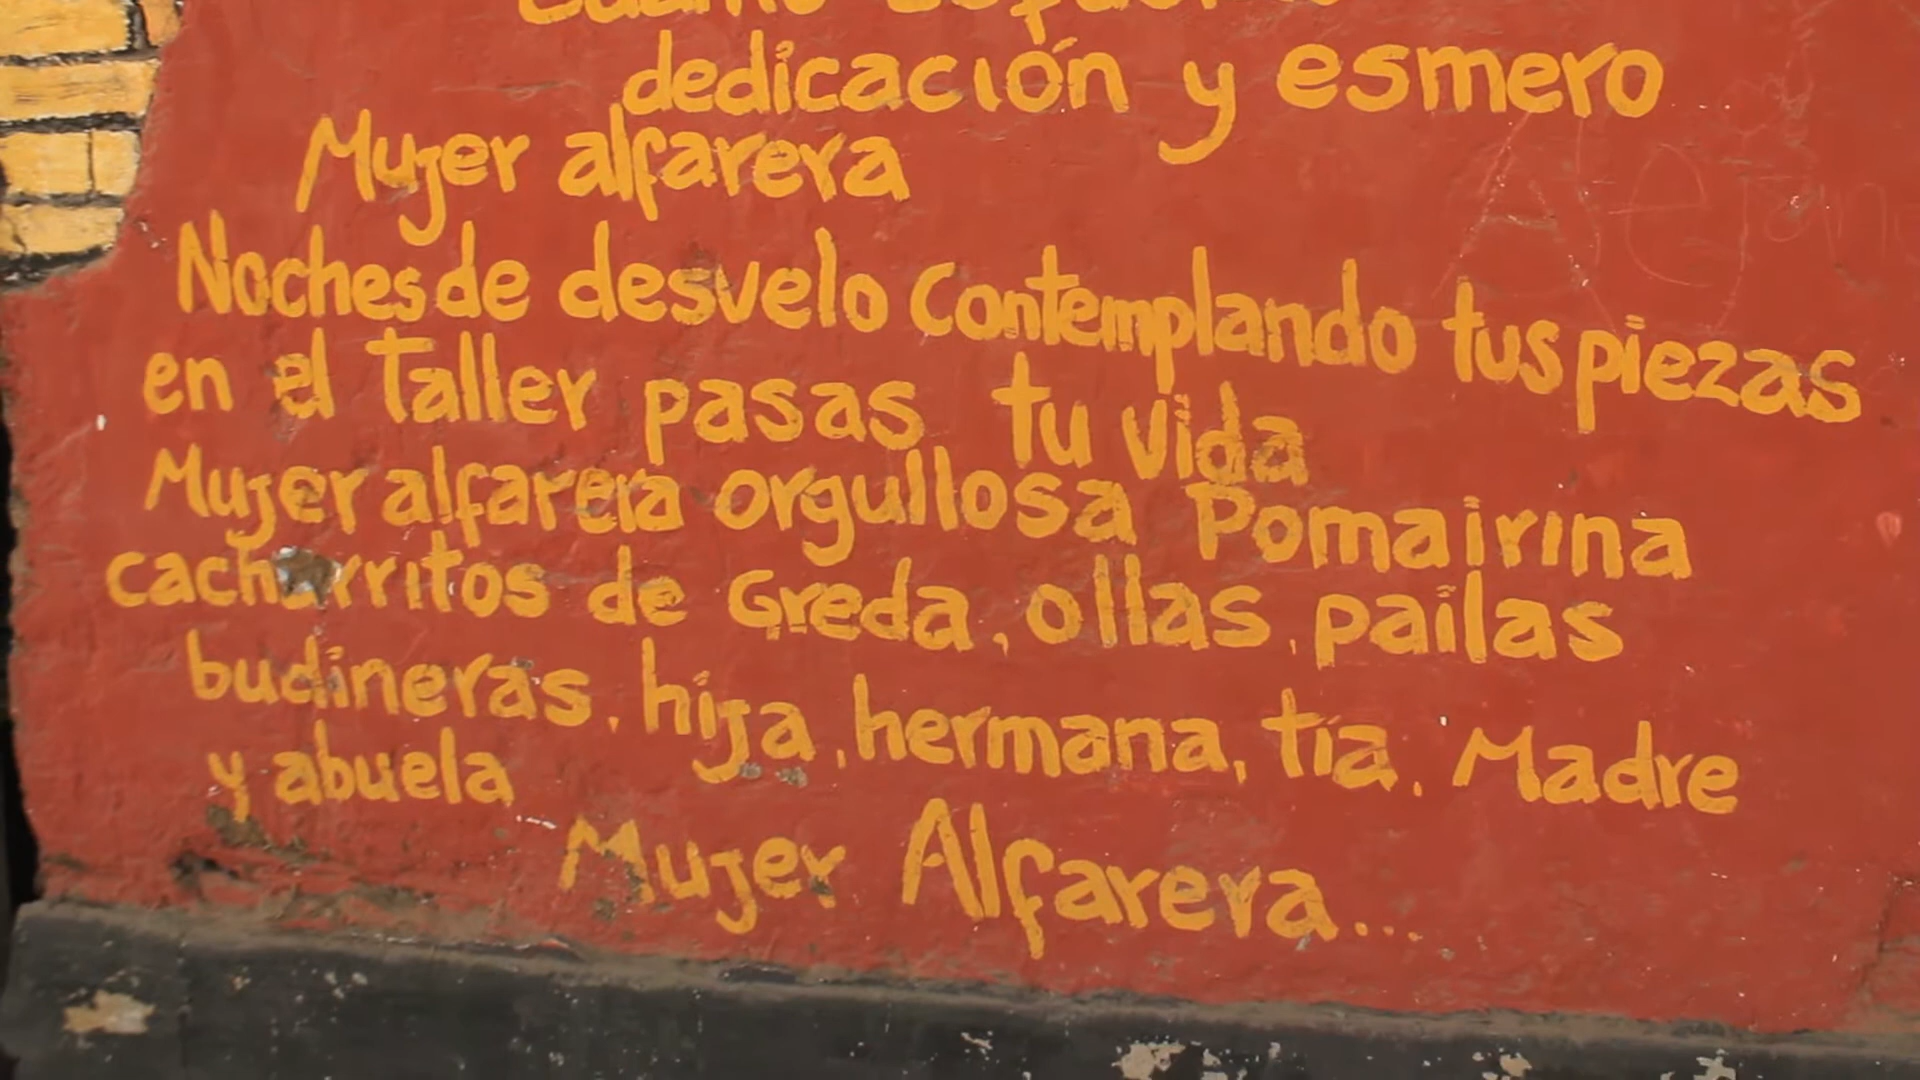 dedicación y esmero
Mujer alfarera
Noches de desvelo contemplando tus piezas
en el taller pasas tu vida
Mujer alfarera orgullosa Pomairina
cacharritos de Greda, ollas, pailas
budineras, hija, hermana, tía, Madre
y abuela
Mujer Alfarera...